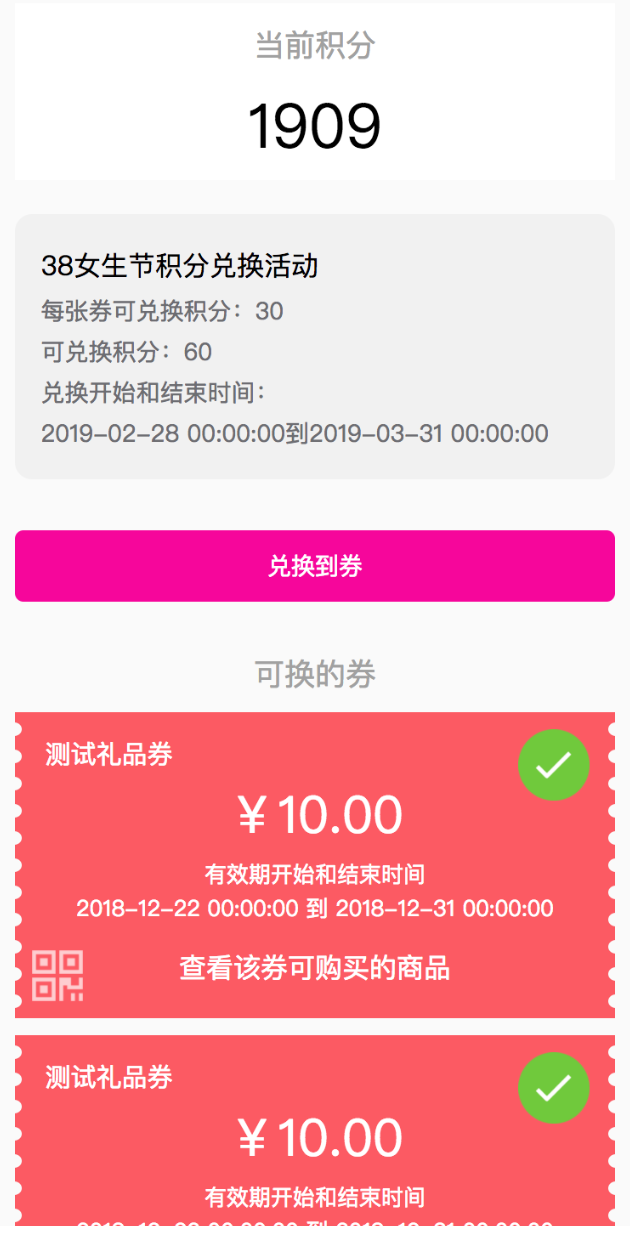 当前积分
1909
38女生节积分兑换活动
每张券可兑换积分：30
可兑换积分：60
兑换开始和结束时间：
2019-02-28 00:00:00到2019-03-31 00:00:00
兑换到券
可换的券
测试礼品券
￥10.00
有效期开始和结束时间
2018-12-22 00:00:00 到 2018-12-31 00:00:00
查看该券可购买的商品
测试礼品券
￥10.00
有效期开始和结束时间